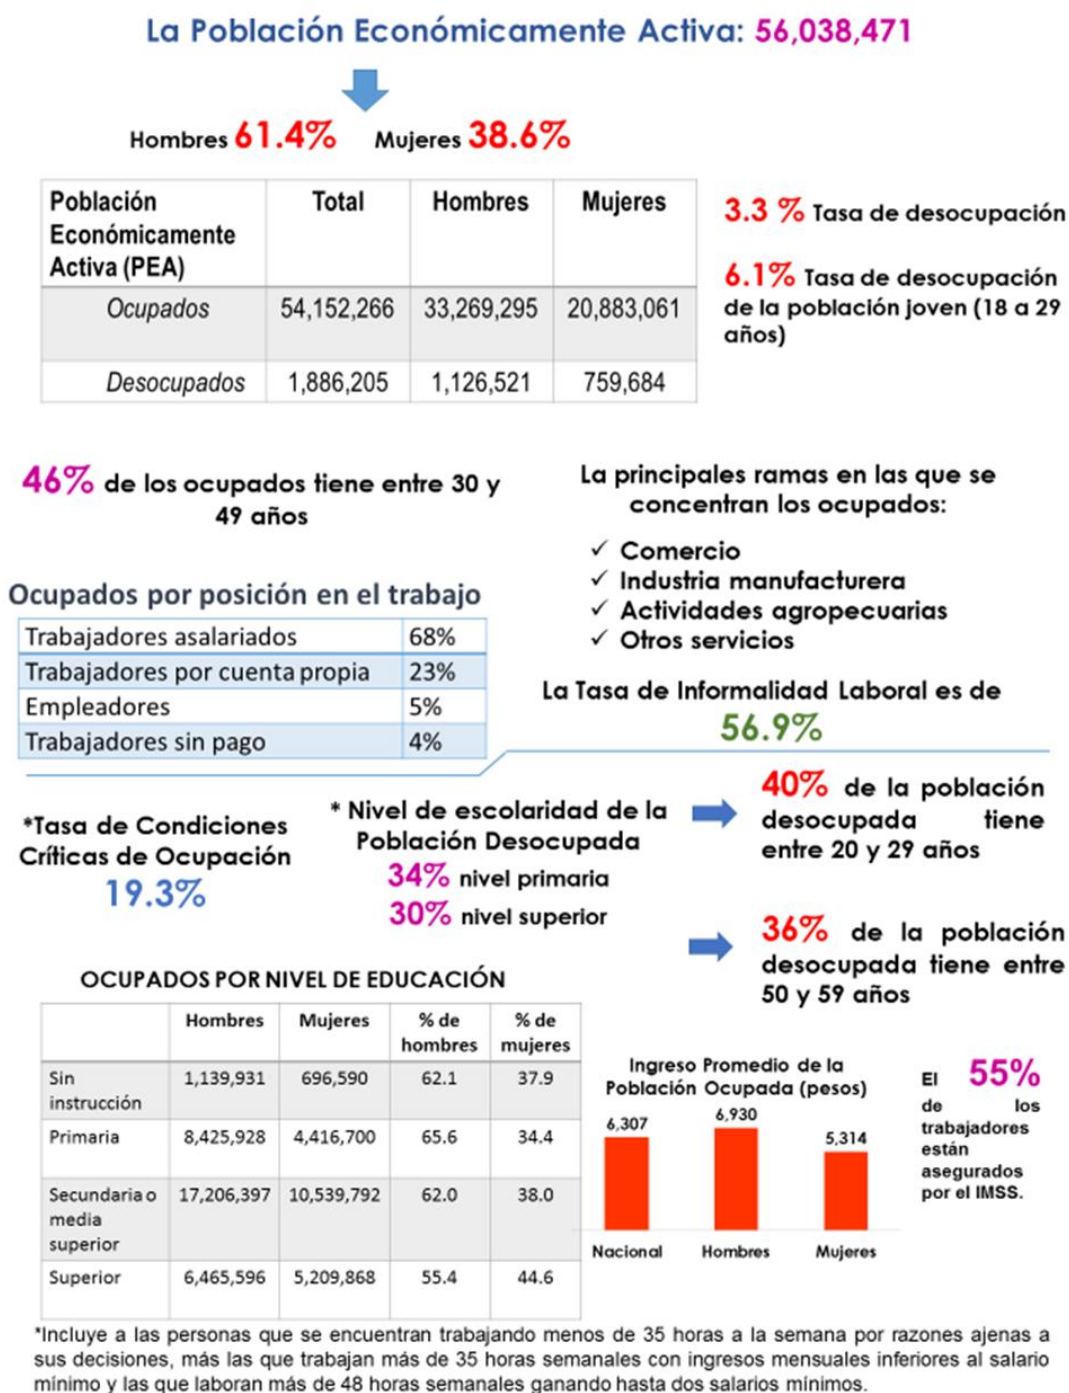 La Población Económicamente Activa: 56,038,471
Hombres 61.4% Mujeres 38.6%
Población Económicamente Activa (PEA) Total Hombres Mujeres
Ocupados 54,152,266 33,269,295 20,883,061
Desocupados 1,886,205 1,126,521 759,684
3.3 % Tasa de desocupación
6.1% Tasa de desocupación
de la población joven (18 a 29
años)
46% de los ocupados tiene entre 30 y
49 años
La principales ramas en las que se
concentran los ocupados:
✓ Comercio
✓ Industria manufacturera
✓ Actividades agropecuarias
✓ Otros servicios
Ocupados por posición en el trabajo
Trabajadores asalariados 68%
Trabajadores por cuenta propia 23%
Empleadores 5%
Trabajadores sin pago 4%
La Tasa de Informalidad Laboral es de
56.9%
*Tasa de Condiciones
Críticas de Ocupación
19.3%
* Nivel de escolaridad de la
Población Desocupada
34% nivel primaria
30% nivel superior
40% de la población
desocupada tiene
entre 20 y 29 años
36% de la población
desocupada tiene entre
50 y 59 años
OCUPADOS POR NIVEL DE EDUCACIÓN
Hombres Mujeres % de hombres % de mujeres
Sin instrucción 1,139,931 696,590 62.1 37.9
Primaria 8,425,928 4,416,700 65.6 34.4
Secundaria o media superior 17,206,397 10,539,792 62.0 38.0
Superior 6,465,596 5,209,868 55.4 44.6
Ingreso Promedio de la
Población Ocupada (pesos)
6,307 6,930 5,314
Nacional Hombres Mujeres
El 55%
de los
trabajadores
están
asegurados
por el IMSS.
*Incluye a las personas que se encuentran trabajando menos de 35 horas a la semana por razones ajenas a
sus decisiones, más las que trabajan más de 35 horas semanales con ingresos mensuales inferiores al salario
mínimo y las que laboran más de 48 horas semanales ganando hasta dos salarios mínimos.